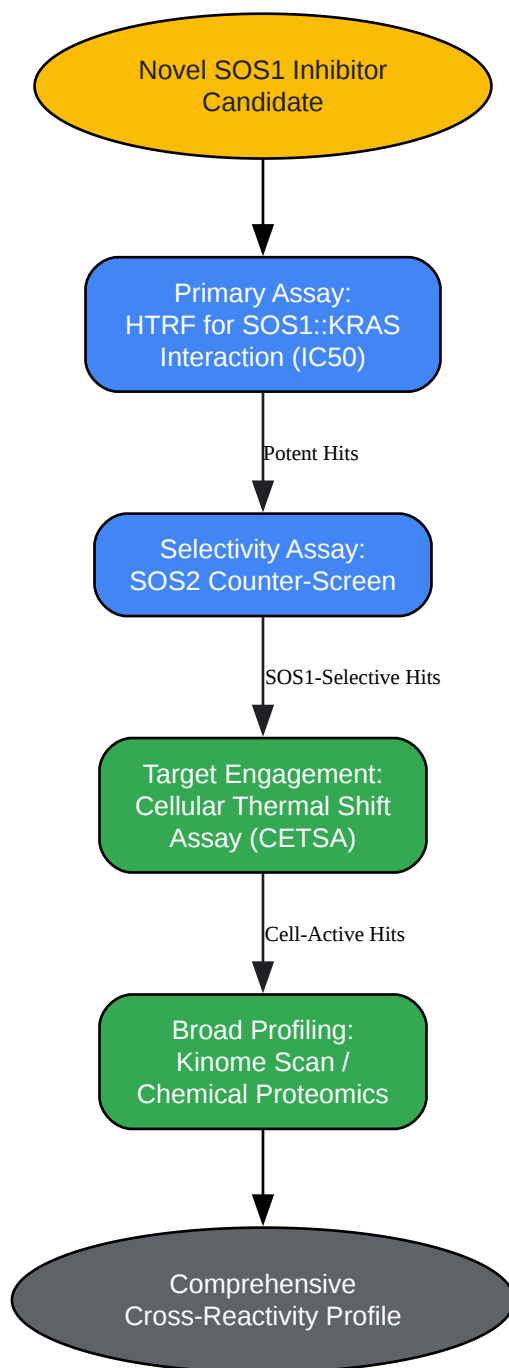 Novel SOS1 Inhibitor
Candidate
Primary Assay:
HTRF for SOS1::KRAS
Interaction (IC50)
Potent Hits
Selectivity Assay:
SOS2 Counter-Screen
SOS1-Selective Hits
Target Engagement:
Cellular Thermal Shift
Assay (CETSA)
Cell-Active Hits
Broad Profiling:
Kinome Scan /
Chemical Proteomics
Comprehensive
Cross-Reactivity Profile